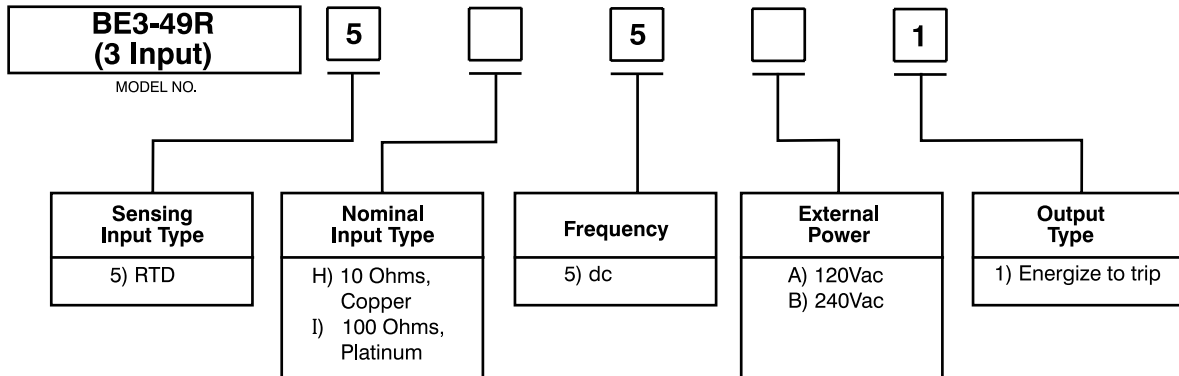 BE3-49R
(3 Input)
5
5
1
MODEL NO.
Sensing
Input Type
5) RTD
Nominal
Input Type
H) 10 Ohms,
Copper
I) 100 Ohms,
Platinum
Frequency
5) dc
External
Power
A) 120Vac
B) 240Vac
Output
Type
1) Energize to trip